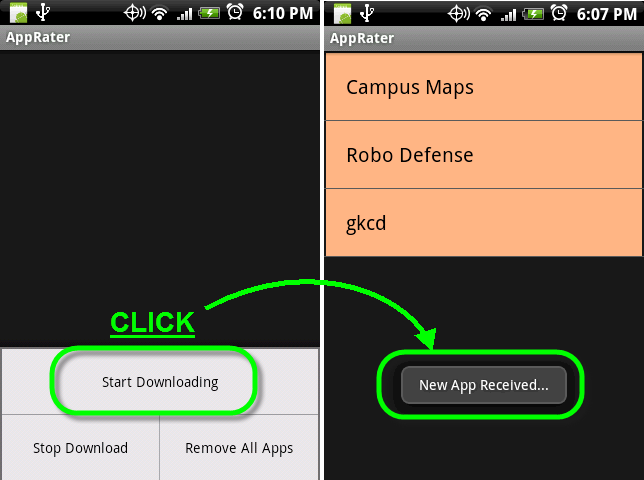 6:10 PM
AppRater
CLICK
Start Downloading
Stop Download
Remove All Apps
6:07 PM
AppRater
Campus Maps
Robo Defense
gkcd
New App Received...